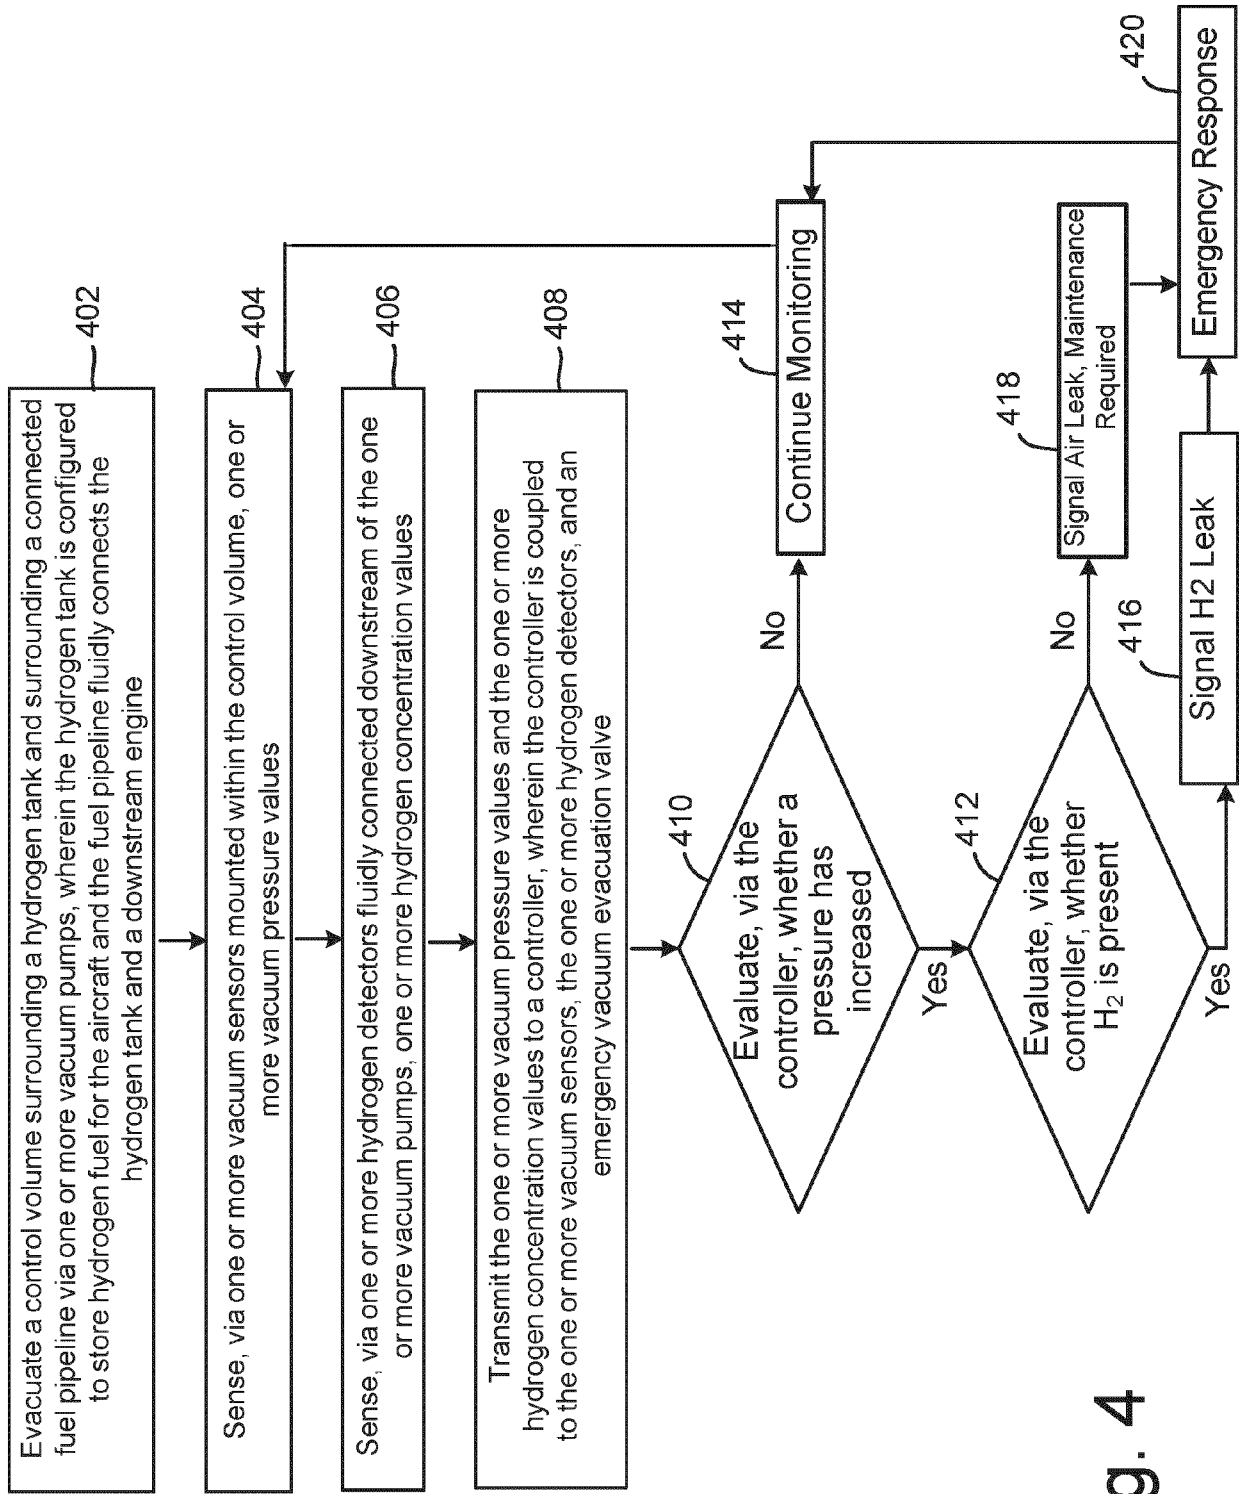 Evacuate a control volume surrounding a hydrogen tank and surrounding a connected
fuel pipeline via one or more vacuum pumps, wherein the hydrogen tank is configured
to store hydrogen fuel for the aircraft and the fuel pipeline fluidly connects the
hydrogen tank and a downstream engine
402
Sense, via one or more vacuum sensors mounted within the control volume, one or
more vacuum pressure values
404
Sense, via one or more hydrogen detectors fluidly connected downstream of the one
or more vacuum pumps, one or more hydrogen concentration values
406
Transmit the one or more vacuum pressure values and the one or more
hydrogen concentration values to a controller, wherein the controller is coupled
to the one or more vacuum sensors, the one or more hydrogen detectors, and an
emergency vacuum evacuation valve
408
410
Evaluate, via the
controller, whether a
pressure has
increased
No
414
Continue Monitoring
Yes
412
Evaluate, via the
controller, whether
H₂ is present
No
418
Signal Air Leak, Maintenance
Required
Yes
416
Signal H2 Leak
420
Emergency Response
g. 4